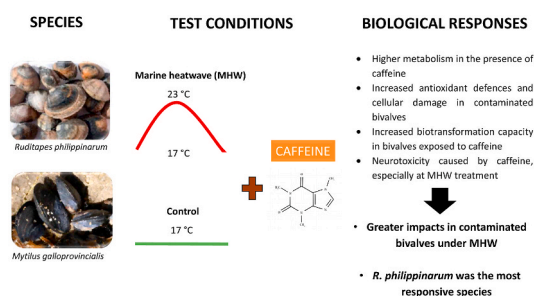 SPECIES
TEST CONDITIONS
BIOLOGICAL RESPONSES
Ruditapes philippinarum
Mytilus galloprovincialis
Marine heatwave (MHW)
23 °C
17 °C
Control
17 °C
CAFFEINE
• Higher metabolism in the presence of
caffeine
• Increased antioxidant defences and
cellular damage in contaminated
bivalves
• Increased biotransformation capacity
in bivalves exposed to caffeine
• Neurotoxicity caused by caffeine,
especially at MHW treatment
• Greater impacts in contaminated
bivalves under MHW
• R. philippinarum was the most
responsive species